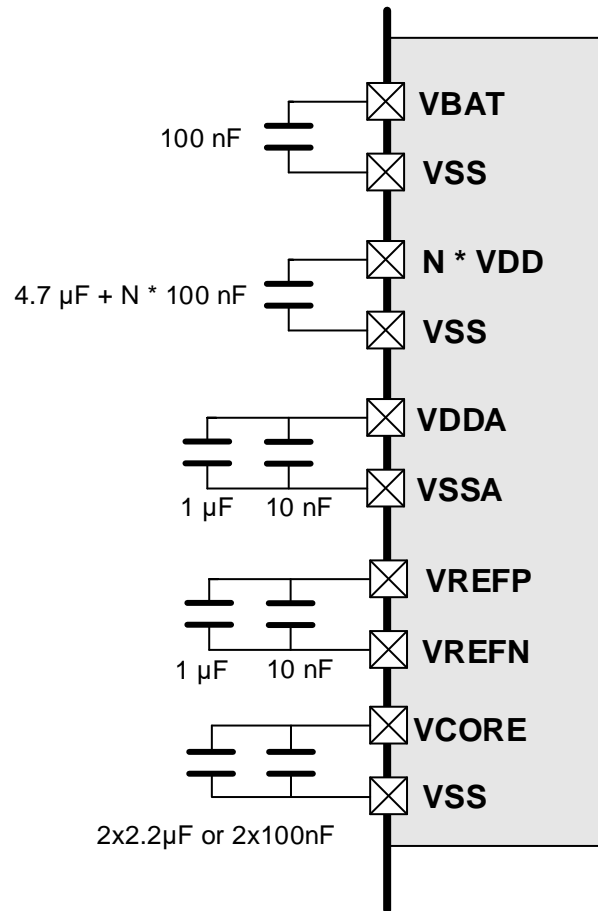 VBAT
100 nF
VSS
N * VDD
4.7 µF + N * 100 nF
VSS
VDDA
VSSA
1 µF 10 nF
VREFP
VREFN
1 µF 10 nF
VCORE
VSS
2x2.2µF or 2x100nF